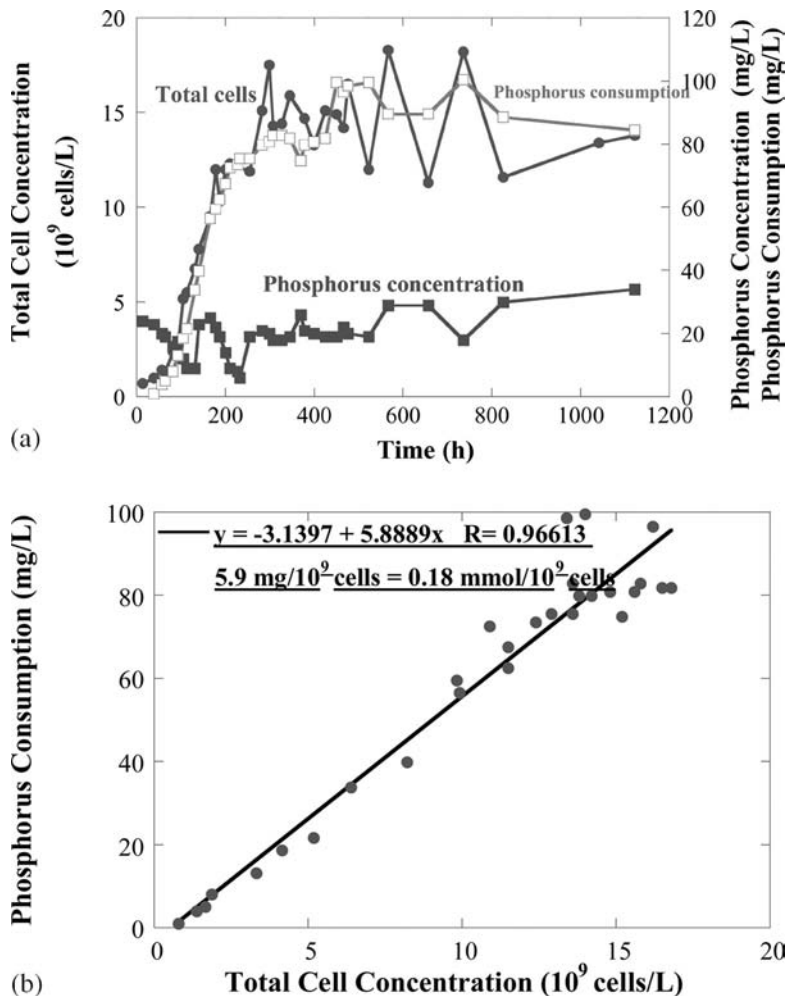 20
15
10
5
0
Total Cell Concentration
(10⁹ cells/L)
Total cells
Phosphorus consumption
Phosphorus concentration
120
100
80
60
40
20
0
Phosphorus Concentration (mg/L)
Phosphorus Consumption (mg/L)
0 200 400 600 800 1000 1200
Time (h)
(a)
100
80
60
40
20
0
Phosphorus Consumption (mg/L)
y = -3.1397 + 5.8889x R= 0.96613
5.9 mg/10⁹ cells = 0.18 mmol/10⁹ cells
0 5 10 15 20
Total Cell Concentration (10⁹ cells/L)
(b)